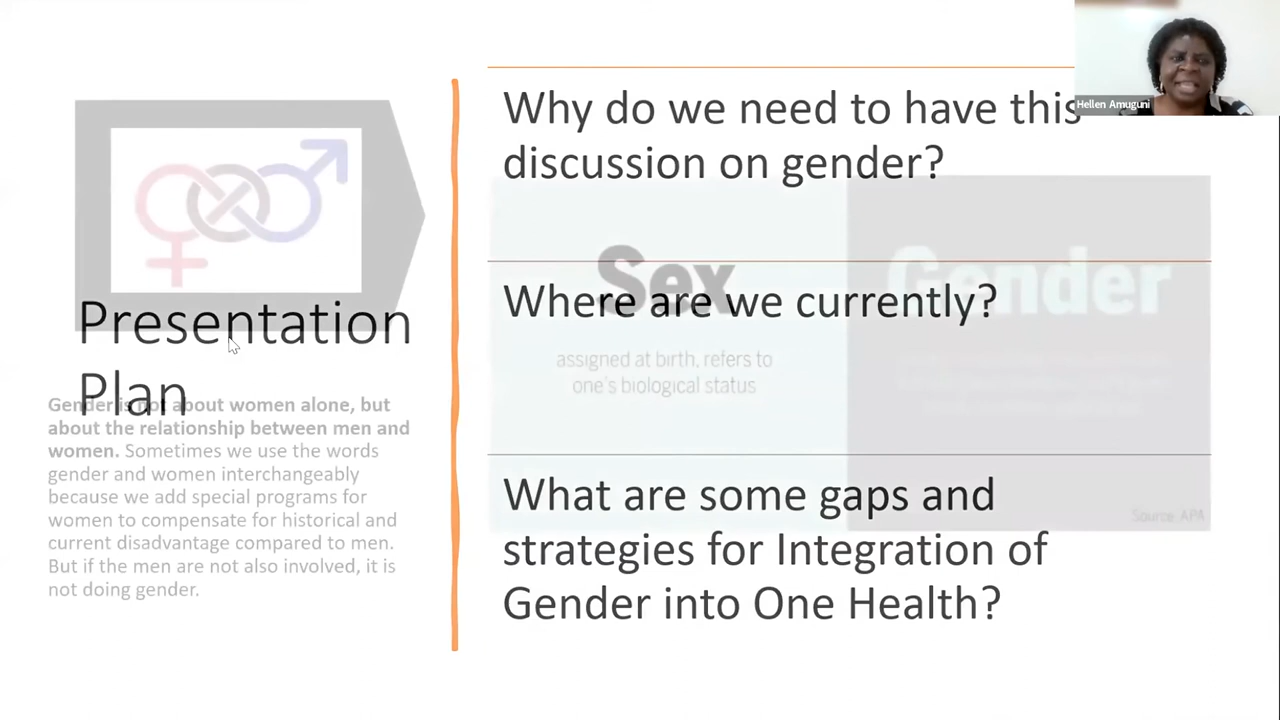 Hellen Amuguni
Presentation
Plan
Gender is not about women alone, but
about the relationship between men and
women. Sometimes we use the words
gender and women interchangeably
because we add special programs for
women to compensate for historical and
current disadvantage compared to men.
But if the men are not also involved, it is
not doing gender.
Why do we need to have this
discussion on gender?
Where are we currently?
What are some gaps and
strategies for Integration of
Gender into One Health?
Sex
assigned at birth, refers to
one's biological status
Gender
Source: APA